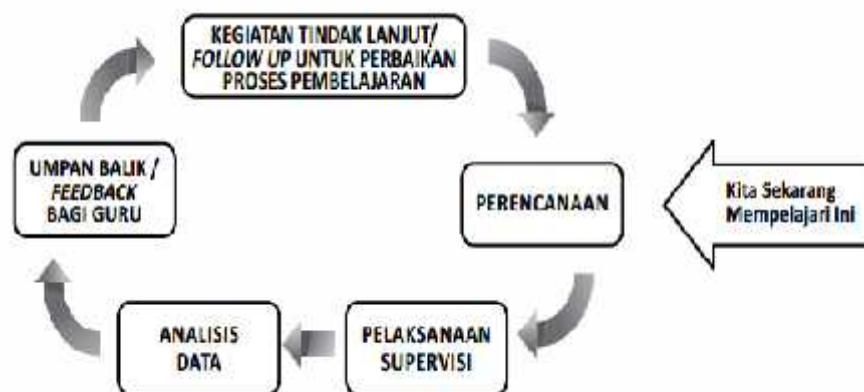 KEGIATAN TINDAK LANJUT/
FOLLOW UP UNTUK PERBAIKAN
PROSES PEMBELAJARAN
UMPAN BALIK /
FEEDBACK
BAGI GURU
PERENCANAAN
Kita Sekarang
Mempelajari Ini
ANALISIS
DATA
PELAKSANAAN
SUPERVISI